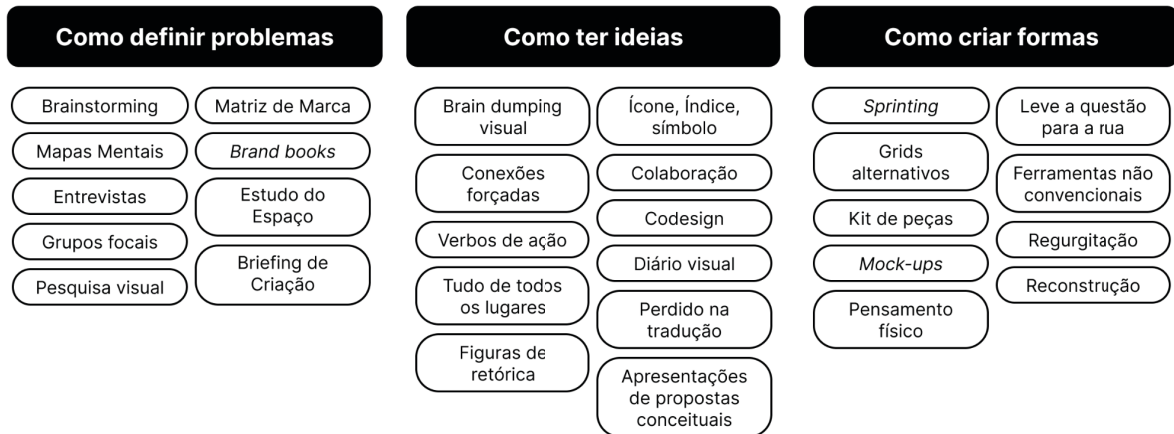 Como definir problemas
Brainstorming
Mapas Mentais
Entrevistas
Grupos focais
Pesquisa visual
Matriz de Marca
Brand books
Estudo do
Espaço
Briefing de
Criação
Como ter ideias
Brain dumping
visual
Conexões
forçadas
Verbos de ação
Tudo de todos
os lugares
Figuras de
retórica
Ícone, Índice,
símbolo
Colaboração
Codesign
Diário visual
Perdido na
tradução
Apresentações
de propostas
conceituais
Como criar formas
Sprinting
Grids
alternativos
Kit de peças
Mock-ups
Pensamento
físico
Leve a questão
para a rua
Ferramentas não
convencionais
Regurgitação
Reconstrução